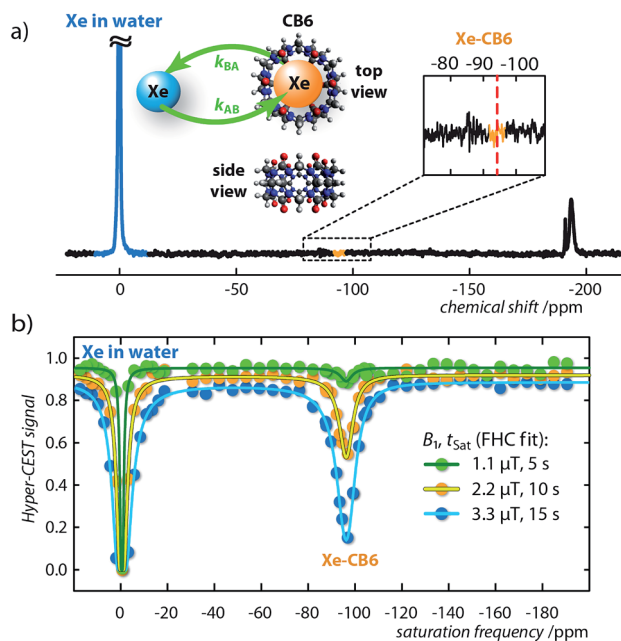 a)
Xe in water
CB6
Xe-CB6
-80 -90 -100
k_BA
Xe
Xe
top
view
k_AB
side
view
0 -50 -100 -150 -200
chemical shift /ppm
b)
Xe in water
1.0
0.8
0.6
0.4
0.2
0.0
Hyper-CEST signal
B1, tSat (FHC fit):
1.1 µT, 5 s
2.2 µT, 10 s
3.3 µT, 15 s
Xe-CB6
0 -20 -40 -60 -80 -100 -120 -140 -160 -180
saturation frequency /ppm